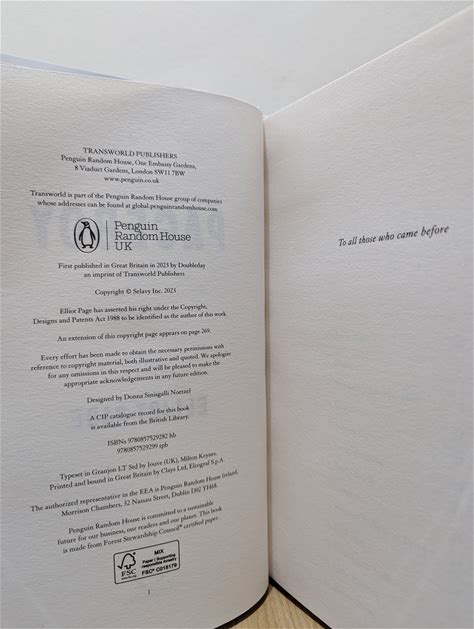 TRANSWORLD PUBLISHERS
Penguin Random House, One Embassy Gardens,
8 Viaduct Gardens, London SW11 7BW
www.penguin.co.uk
Transworld is part of the Penguin Random House group of companies
whose addresses can be found at global.penguinrandomhouse.com
Penguin
Random House
UK
First published in Great Britain in 2023 by Doubleday
an imprint of Transworld Publishers
Copyright © Selavy Inc. 2023
Elliot Page has asserted his right under the Copyright,
Designs and Patents Act 1988 to be identified as the author of this work.
An extension of this copyright page appears on page 269.
Every effort has been made to obtain the necessary permissions with
reference to copyright material, both illustrative and quoted. We apologize
for any omissions in this respect and will be pleased to make the
appropriate acknowledgements in any future edition.
Designed by Donna Sinisgalli Noetzel
A CIP catalogue record for this book
is available from the British Library.
ISBNs 9780857529282 hb
9780857529299 tpb
Typeset in Granjon LT Std by Jouve (UK), Milton Keynes.
Printed and bound in Great Britain by Clays Ltd, Elcograf S.p.A.
The authorized representative in the EEA is Penguin Random House Ireland,
Morrison Chambers, 32 Nassau Street, Dublin D02 YH68.
Penguin Random House is committed to a sustainable
future for our business, our readers and our planet. This book
is made from Forest Stewardship Council® certified paper.
FSC
MIX
Paper | Supporting
responsible forestry
FSC® C018179
1
To all those who came before